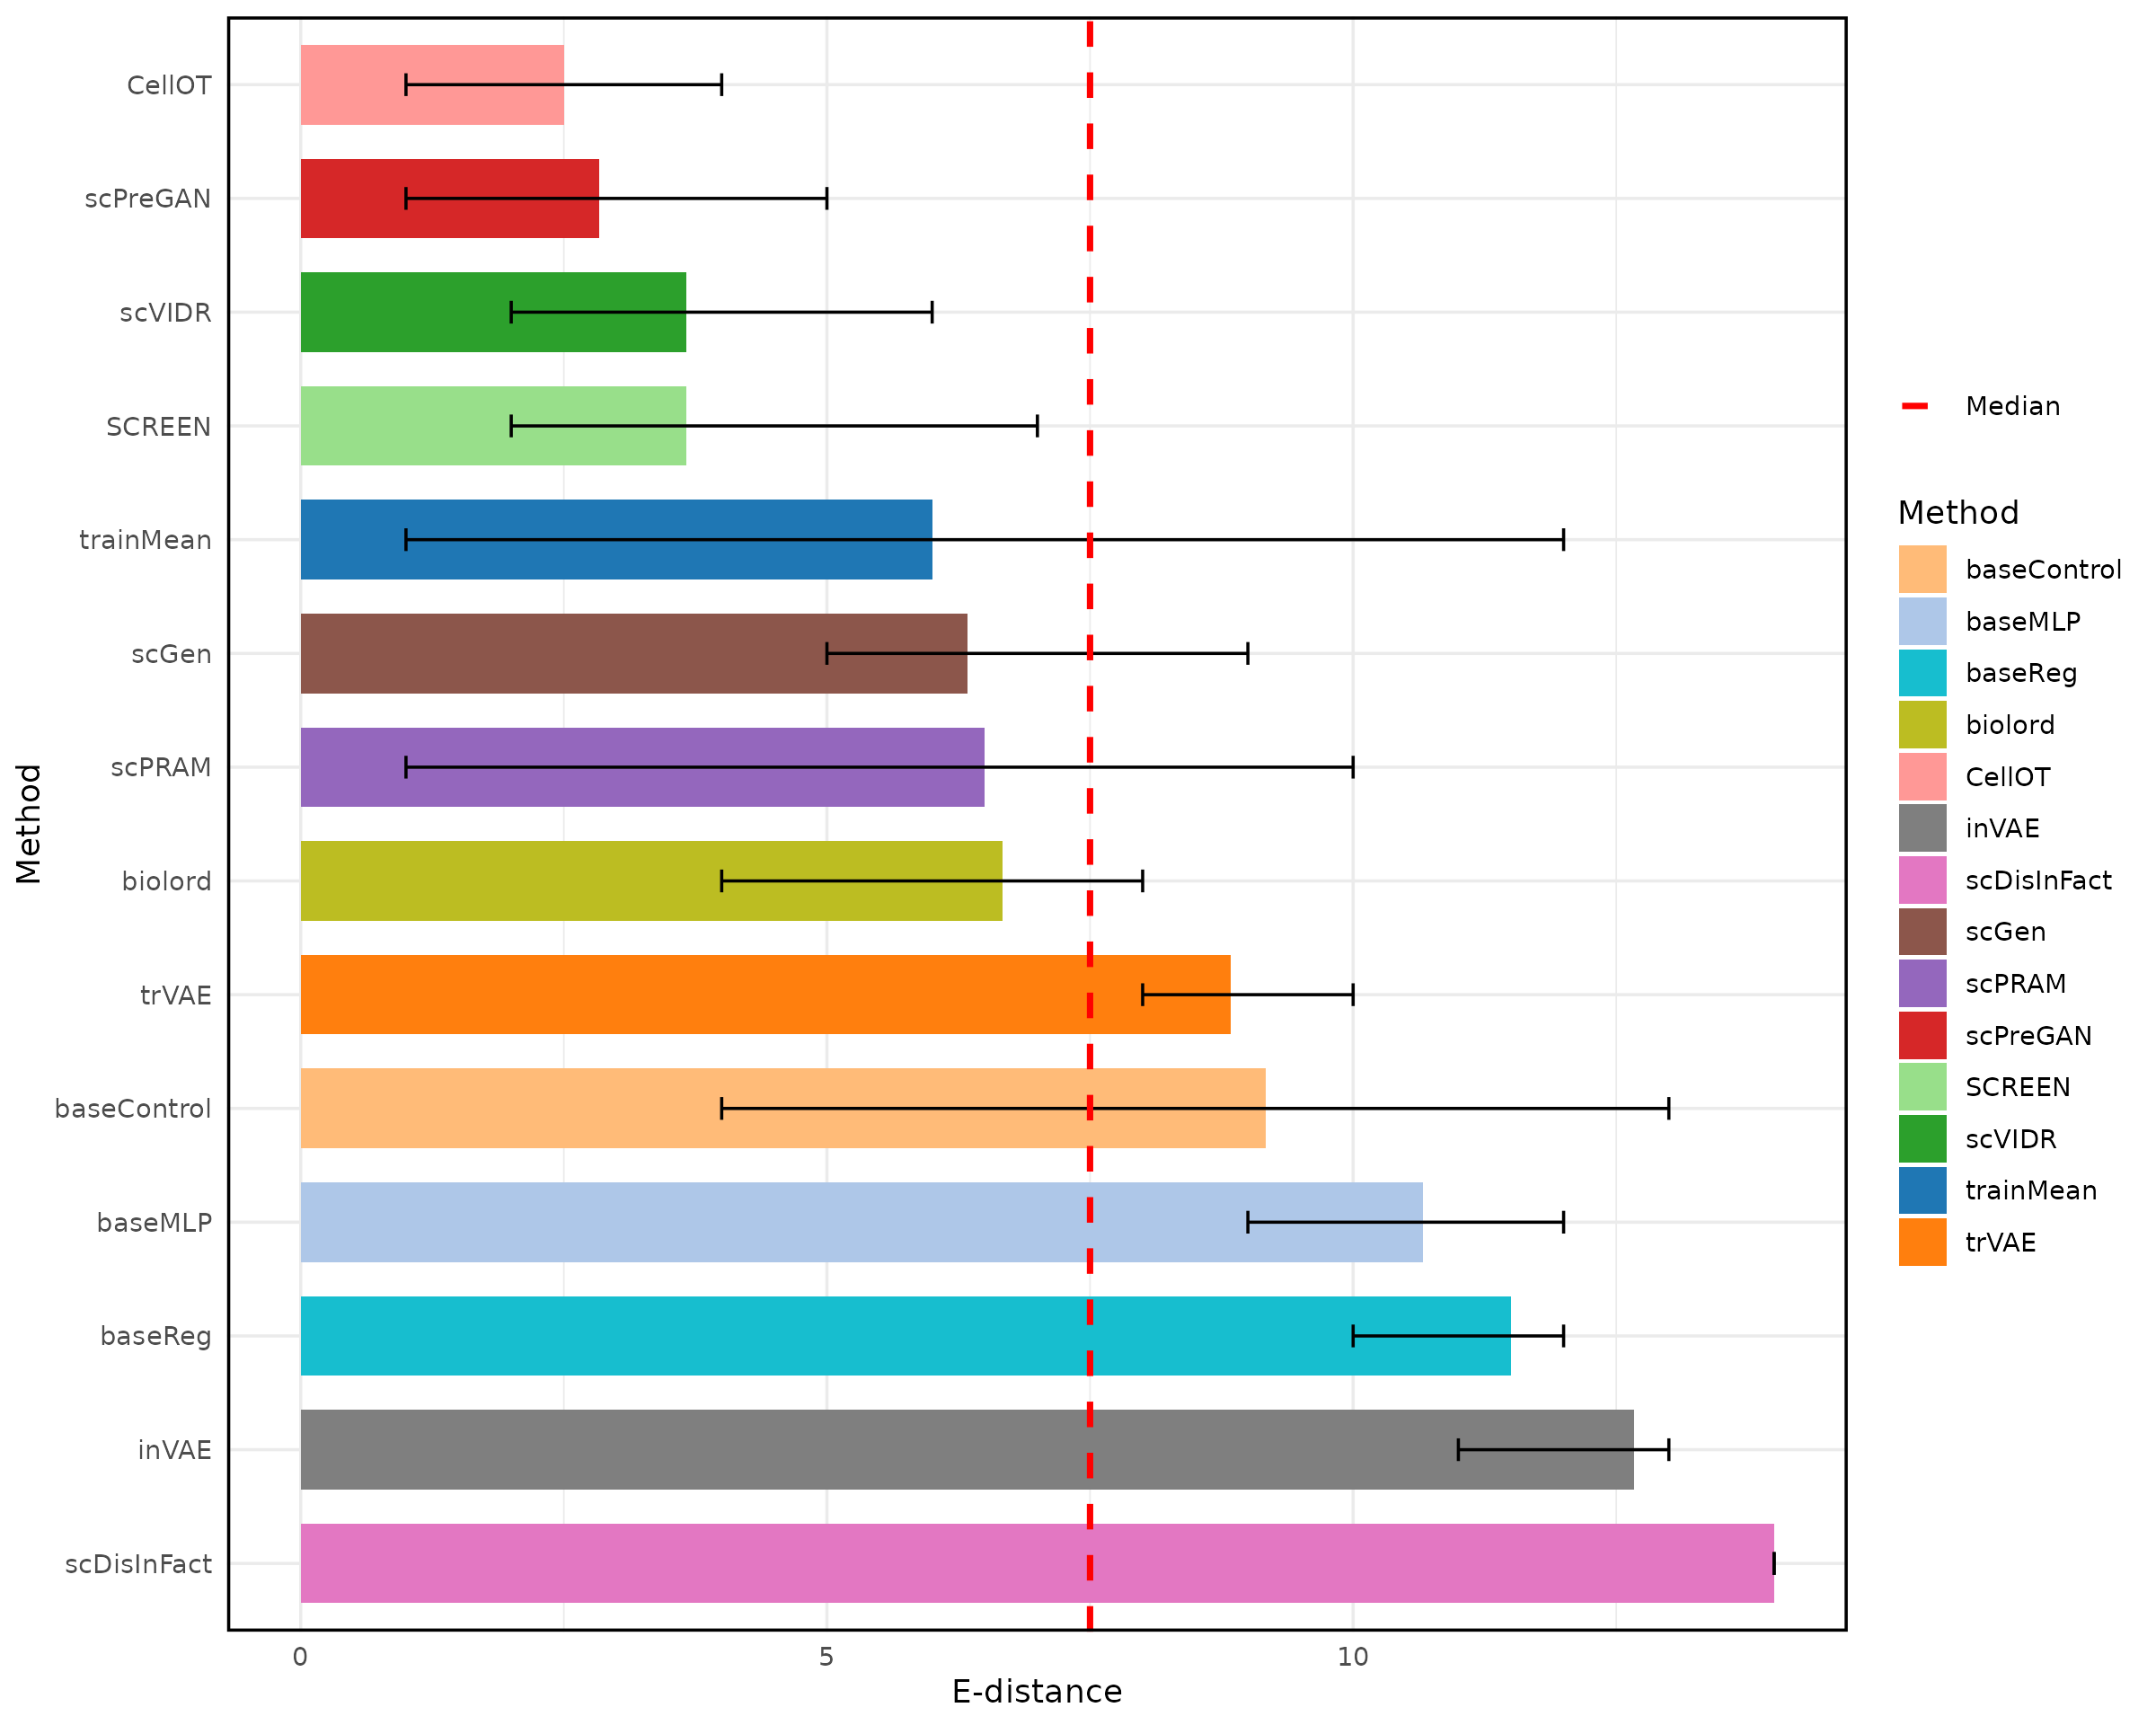 CellOT
scPreGAN
scVIDR
SCREEN
trainMean
scGen
scPRAM
biolord
trVAE
baseControl
baseMLP
baseReg
inVAE
scDisInFact
Method
0 5 10
E-distance
Median
Method
baseControl
baseMLP
baseReg
biolord
CellOT
inVAE
scDisInFact
scGen
scPRAM
scPreGAN
SCREEN
scVIDR
trainMean
trVAE